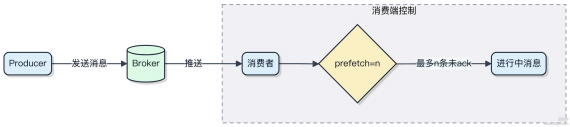 消费端控制
Producer
发送消息
Broker
推送
消费者
prefetch=n
最多n条未ack
进行中消息